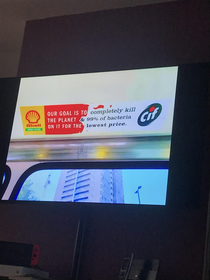 OUR GOAL IS TO completely kill
THE PLANET & 99% of bacteria
ON IT FOR THE lowest price.
Cif